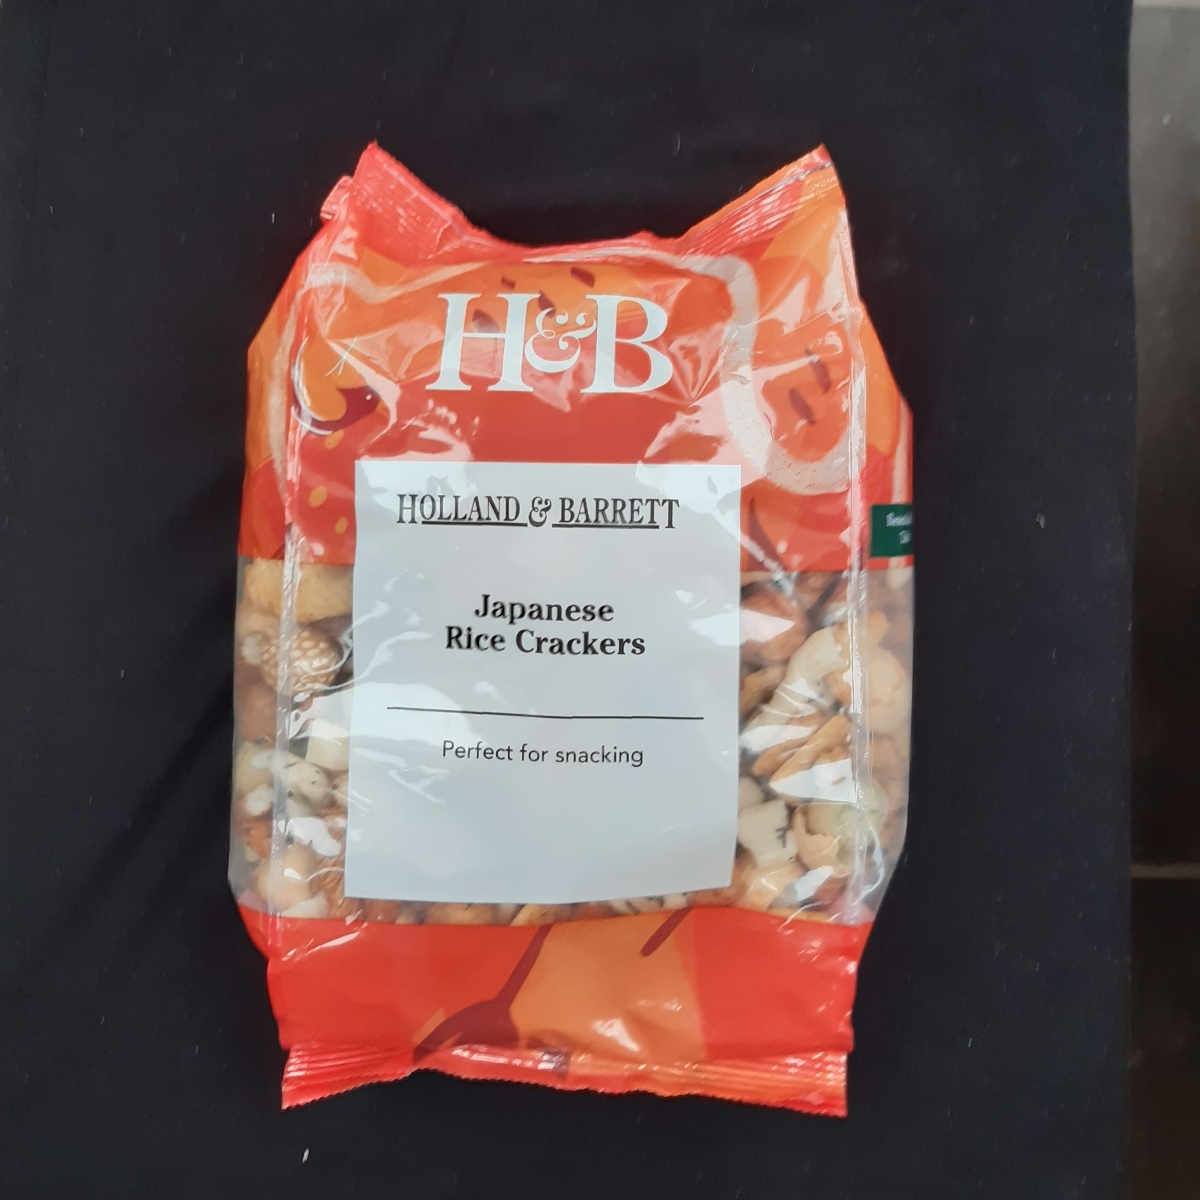 H&B
HOLLAND & BARRETT
Japanese
Rice Crackers
Perfect for snacking